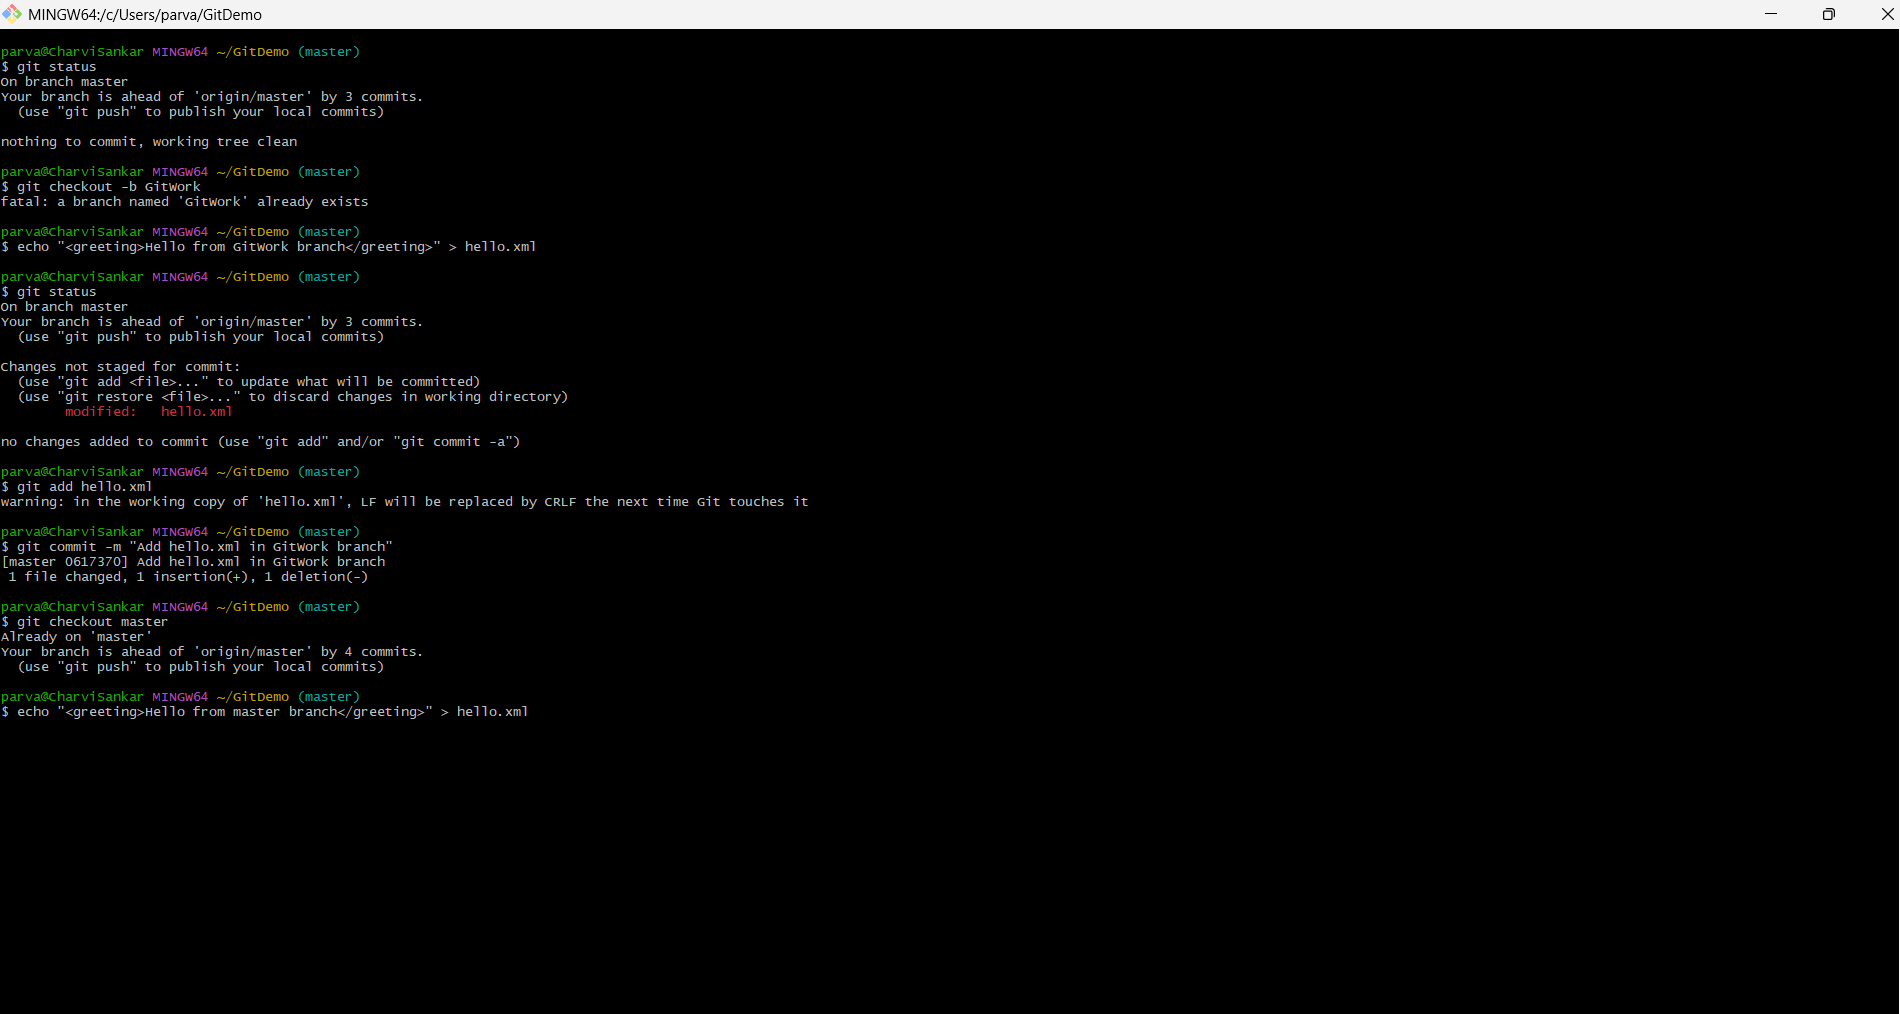 MINGW64:/c/Users/parva/GitDemo
parva@CharviSankar MINGW64 ~/GitDemo (master)
$ git status
On branch master
Your branch is ahead of 'origin/master' by 3 commits.
  (use "git push" to publish your local commits)
nothing to commit, working tree clean
parva@CharviSankar MINGW64 ~/GitDemo (master)
$ git checkout -b GitWork
fatal: a branch named 'GitWork' already exists
parva@CharviSankar MINGW64 ~/GitDemo (master)
$ echo "<greeting>Hello from GitWork branch</greeting>" > hello.xml
parva@CharviSankar MINGW64 ~/GitDemo (master)
$ git status
On branch master
Your branch is ahead of 'origin/master' by 3 commits.
  (use "git push" to publish your local commits)
Changes not staged for commit:
  (use "git add <file>..." to update what will be committed)
  (use "git restore <file>..." to discard changes in working directory)
        modified:   hello.xml
no changes added to commit (use "git add" and/or "git commit -a")
parva@CharviSankar MINGW64 ~/GitDemo (master)
$ git add hello.xml
warning: in the working copy of 'hello.xml', LF will be replaced by CRLF the next time Git touches it
parva@CharviSankar MINGW64 ~/GitDemo (master)
$ git commit -m "Add hello.xml in GitWork branch"
[master 0617370] Add hello.xml in GitWork branch
 1 file changed, 1 insertion(+), 1 deletion(-)
parva@CharviSankar MINGW64 ~/GitDemo (master)
$ git checkout master
Already on 'master'
Your branch is ahead of 'origin/master' by 4 commits.
  (use "git push" to publish your local commits)
parva@CharviSankar MINGW64 ~/GitDemo (master)
$ echo "<greeting>Hello from master branch</greeting>" > hello.xml